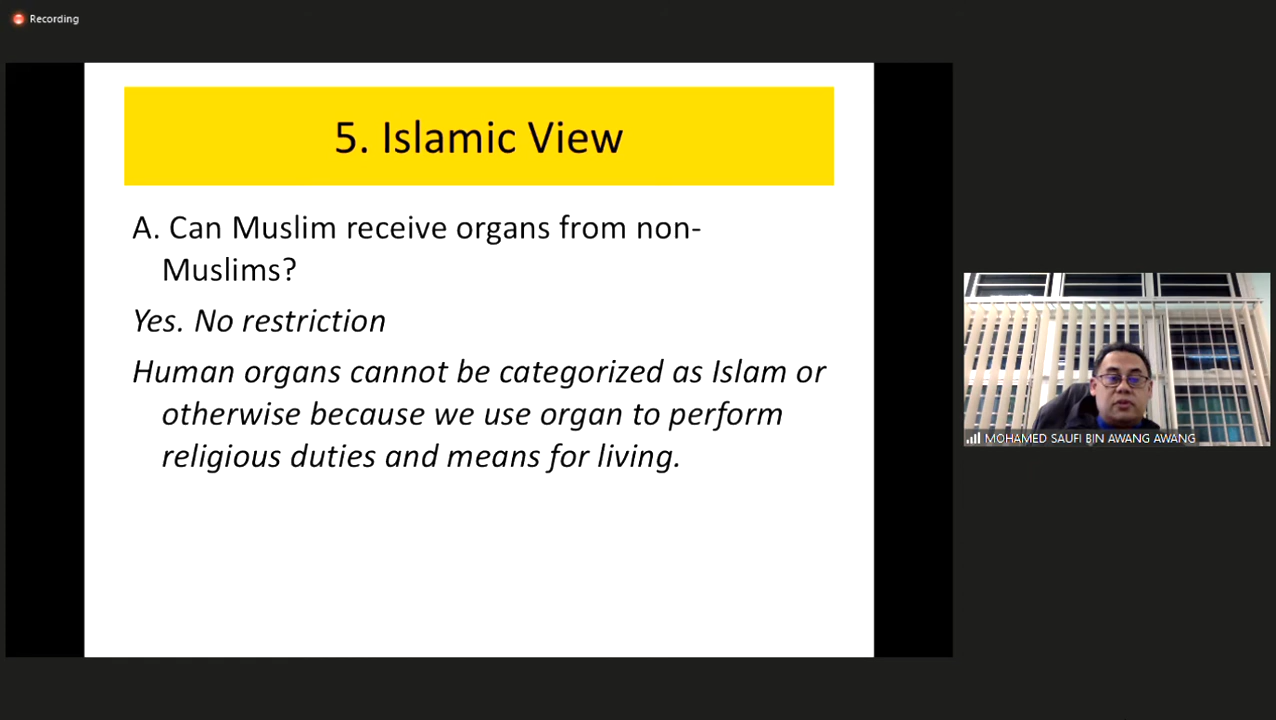 Recording
5. Islamic View
A. Can Muslim receive organs from non-
Muslims?
Yes. No restriction
Human organs cannot be categorized as Islam or
otherwise because we use organ to perform
religious duties and means for living.
MOHAMED SAUFI BIN AWANG AWANG